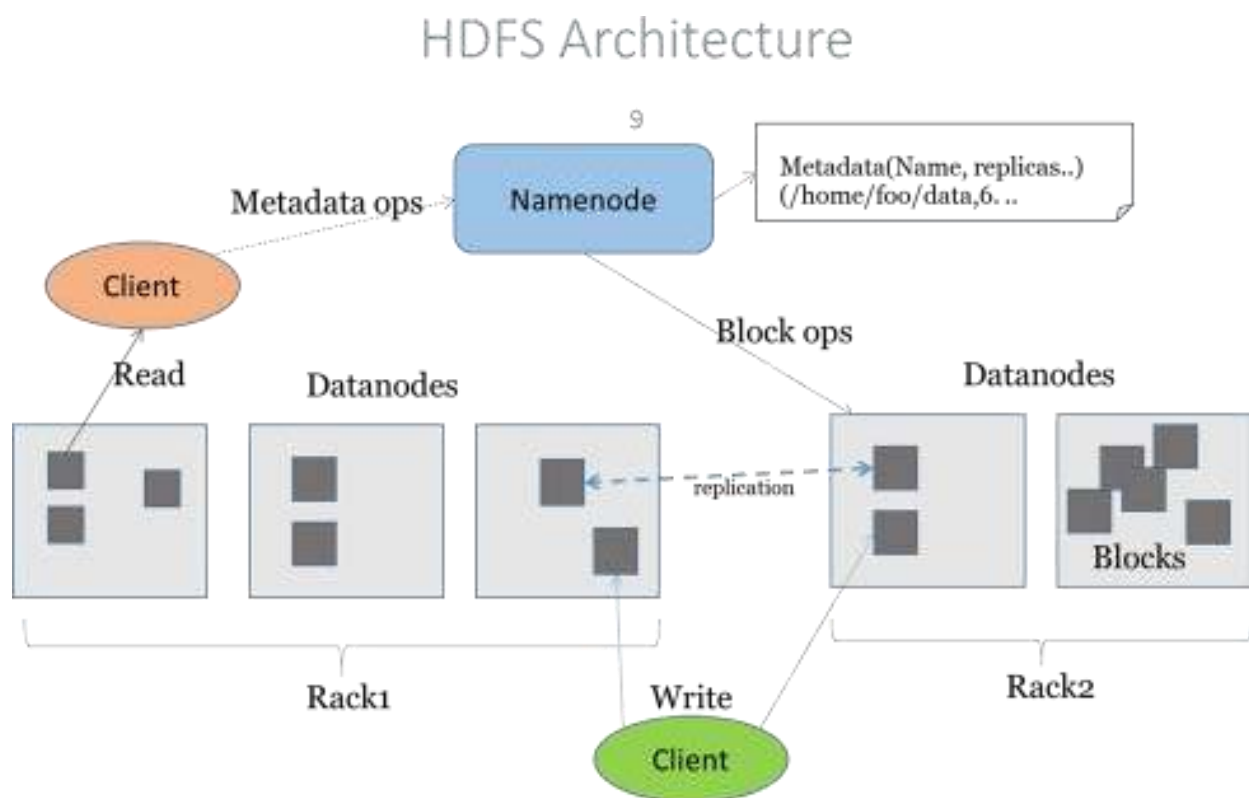 HDFS Architecture
9
Metadata(Name, replicas..)
(/home/foo/data,6. ..
Namenode
Metadata ops
Client
Block ops
Read
Datanodes
Datanodes
replication
Blocks
Rack1
Write
Rack2
Client